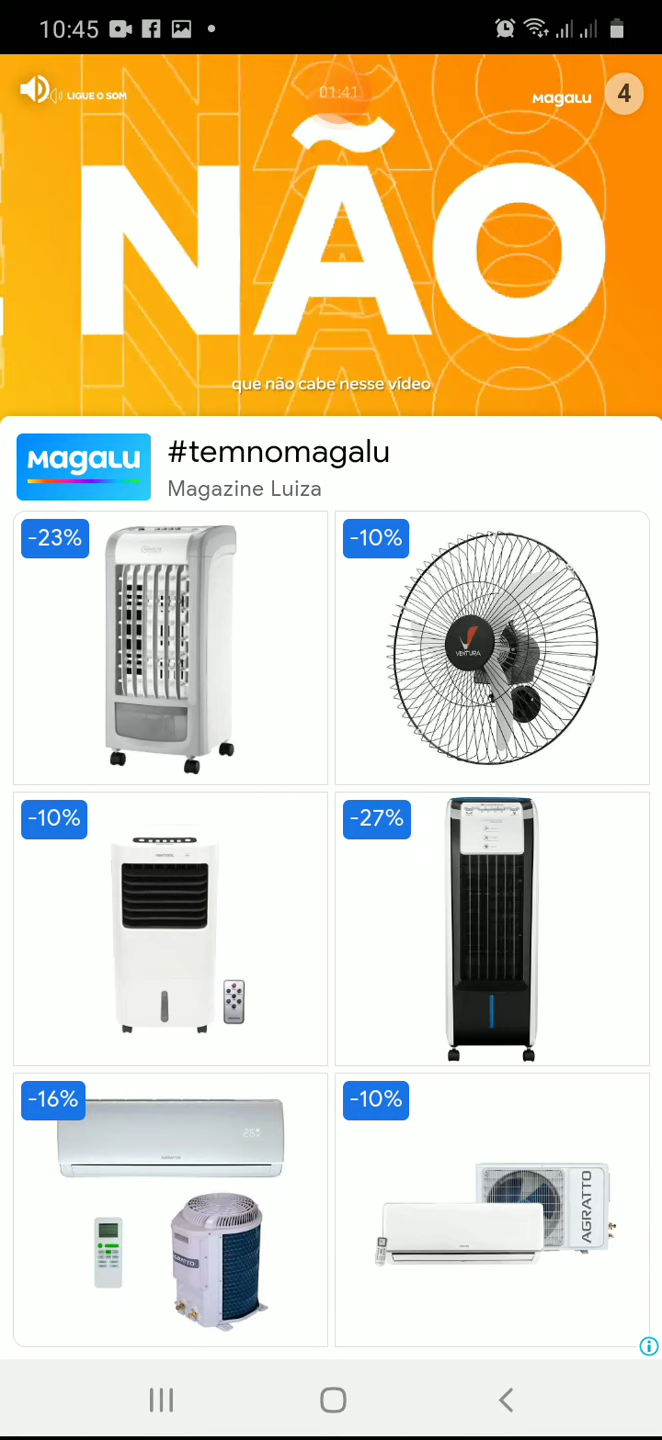 10:45
LIGUE O SOM
01:41
magalu
4
NÃO
que não cabe nesse vídeo
magalu
#temnomagalu
Magazine Luiza
-23%
-10%
VENTURA
-10%
-27%
-16%
-10%
AGRATTO
AGRATTO